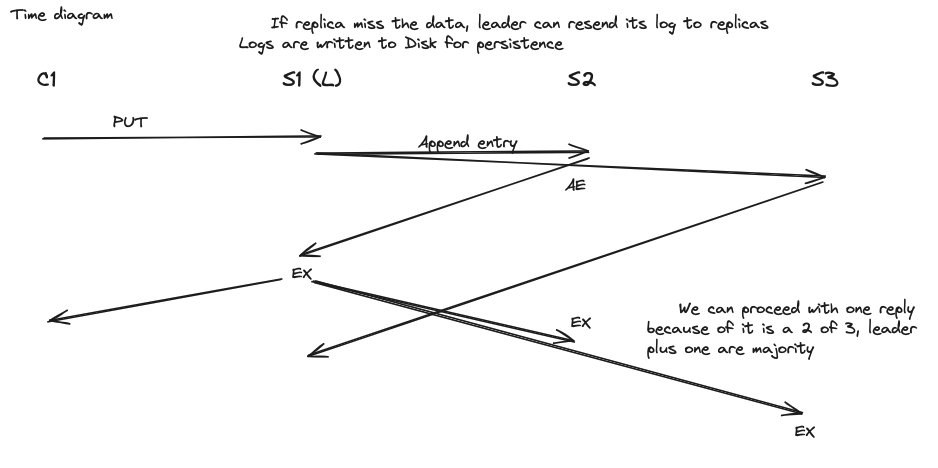 Time diagram
If replica miss the data, leader can resend its log to replicas
Logs are written to Disk for persistence
C1
S1 (L)
S2
S3
PUT
Append entry
AE
EX
EX
We can proceed with one reply
because of it is a 2 of 3, leader
plus one are majority
EX